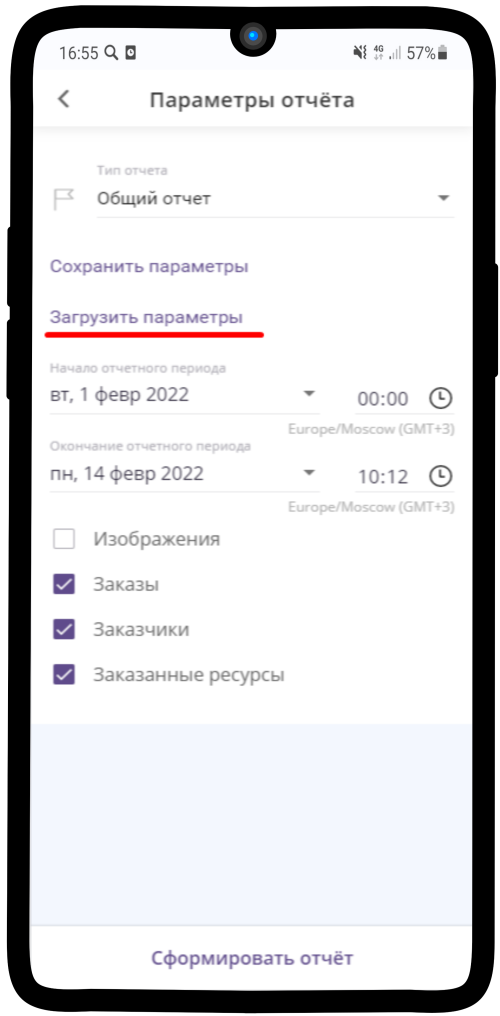 16:55
4G
57%
Параметры отчёта
Тип отчета
Общий отчет
Сохранить параметры
Загрузить параметры
Начало отчетного периода
вт, 1 февр 2022
00:00
Europe/Moscow (GMT+3)
Окончание отчетного периода
пн, 14 февр 2022
10:12
Europe/Moscow (GMT+3)
Изображения
Заказы
Заказчики
Заказанные ресурсы
Сформировать отчёт